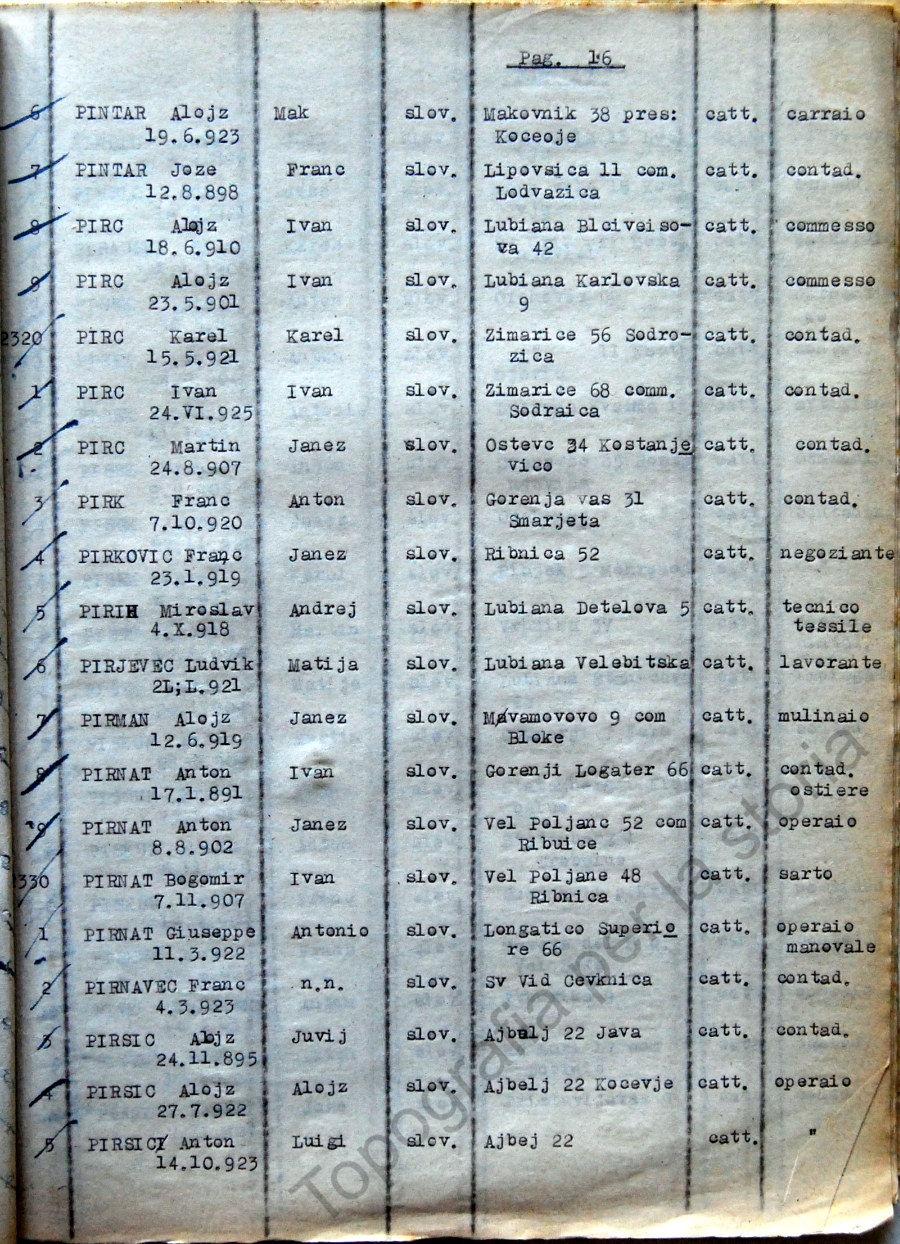 Pag. 16
6 PINTAR Alojz Mak slov. Makovnik 38 pres: catt. carraio
19.6.923 Koceoje
7 PINTAR Joze Franc slov. Lipovsica 11 com. catt. contad.
12.8.898 Lodvazica
8 PIRC Alojz Ivan slov. Lubiana Blciveiso- catt. commesso
18.6.910 va 42
9 PIRC Alojz Ivan slov. Lubiana Karlovska catt. commesso
23.5.901 9
2320 PIRC Karel Karel slov. Zimarice 56 Sodro- catt. contad.
15.5.921 zica
1 PIRC Ivan Ivan slov. Zimarice 68 comm. catt. contad.
24.VI.925 Sodraica
2 PIRC Martin Janez slov. Ostevc 34 Kostanje catt. contad.
24.8.907 vico
3 PIRK Franc Anton slov. Gorenja vas 31 catt. contad.
7.10.920 Smarjeta
4 PIRKOVIC Franc Janez slov. Ribnica 52 catt. negoziante
23.1.919
5 PIRIH Miroslav Andrej slov. Lubiana Detelova 5 catt. tecnico
4.X.918 tessile
6 PIRJEVEC Ludvik Matija slov. Lubiana Velebitska catt. lavorante
2L;L.921
7 PIRMAN Alojz Janez slov. Mavamovovo 9 com catt. mulinaio
12.6.919 Bloke
8 PIRNAT Anton Ivan slov. Gorenji Logater 66 catt. contad.
17.1.891 ostiere
9 PIRNAT Anton Janez slov. Vel Poljanc 52 com catt. operaio
8.8.902 Ribuice
330 PIRNAT Bogomir Ivan slov. Vel Poljane 48 catt. sarto
7.11.907 Ribnica
1 PIRNAT Giuseppe Antonio slov. Longatico Superio catt. operaio
11.3.922 re 66 manovale
2 PIRNAVEC Franc n.n. slov. Sv Vid Cevknica catt. contad.
4.3.923
3 PIRSIC Alojz Juvij slov. Ajbelj 22 Java catt. contad.
24.11.895
4 PIRSIC Alojz Alojz slov. Ajbelj 22 Kocevje catt. operaio
27.7.922
5 PIRSIC Anton Luigi slov. Ajbej 22 catt. "
14.10.923
Topografia per la storia